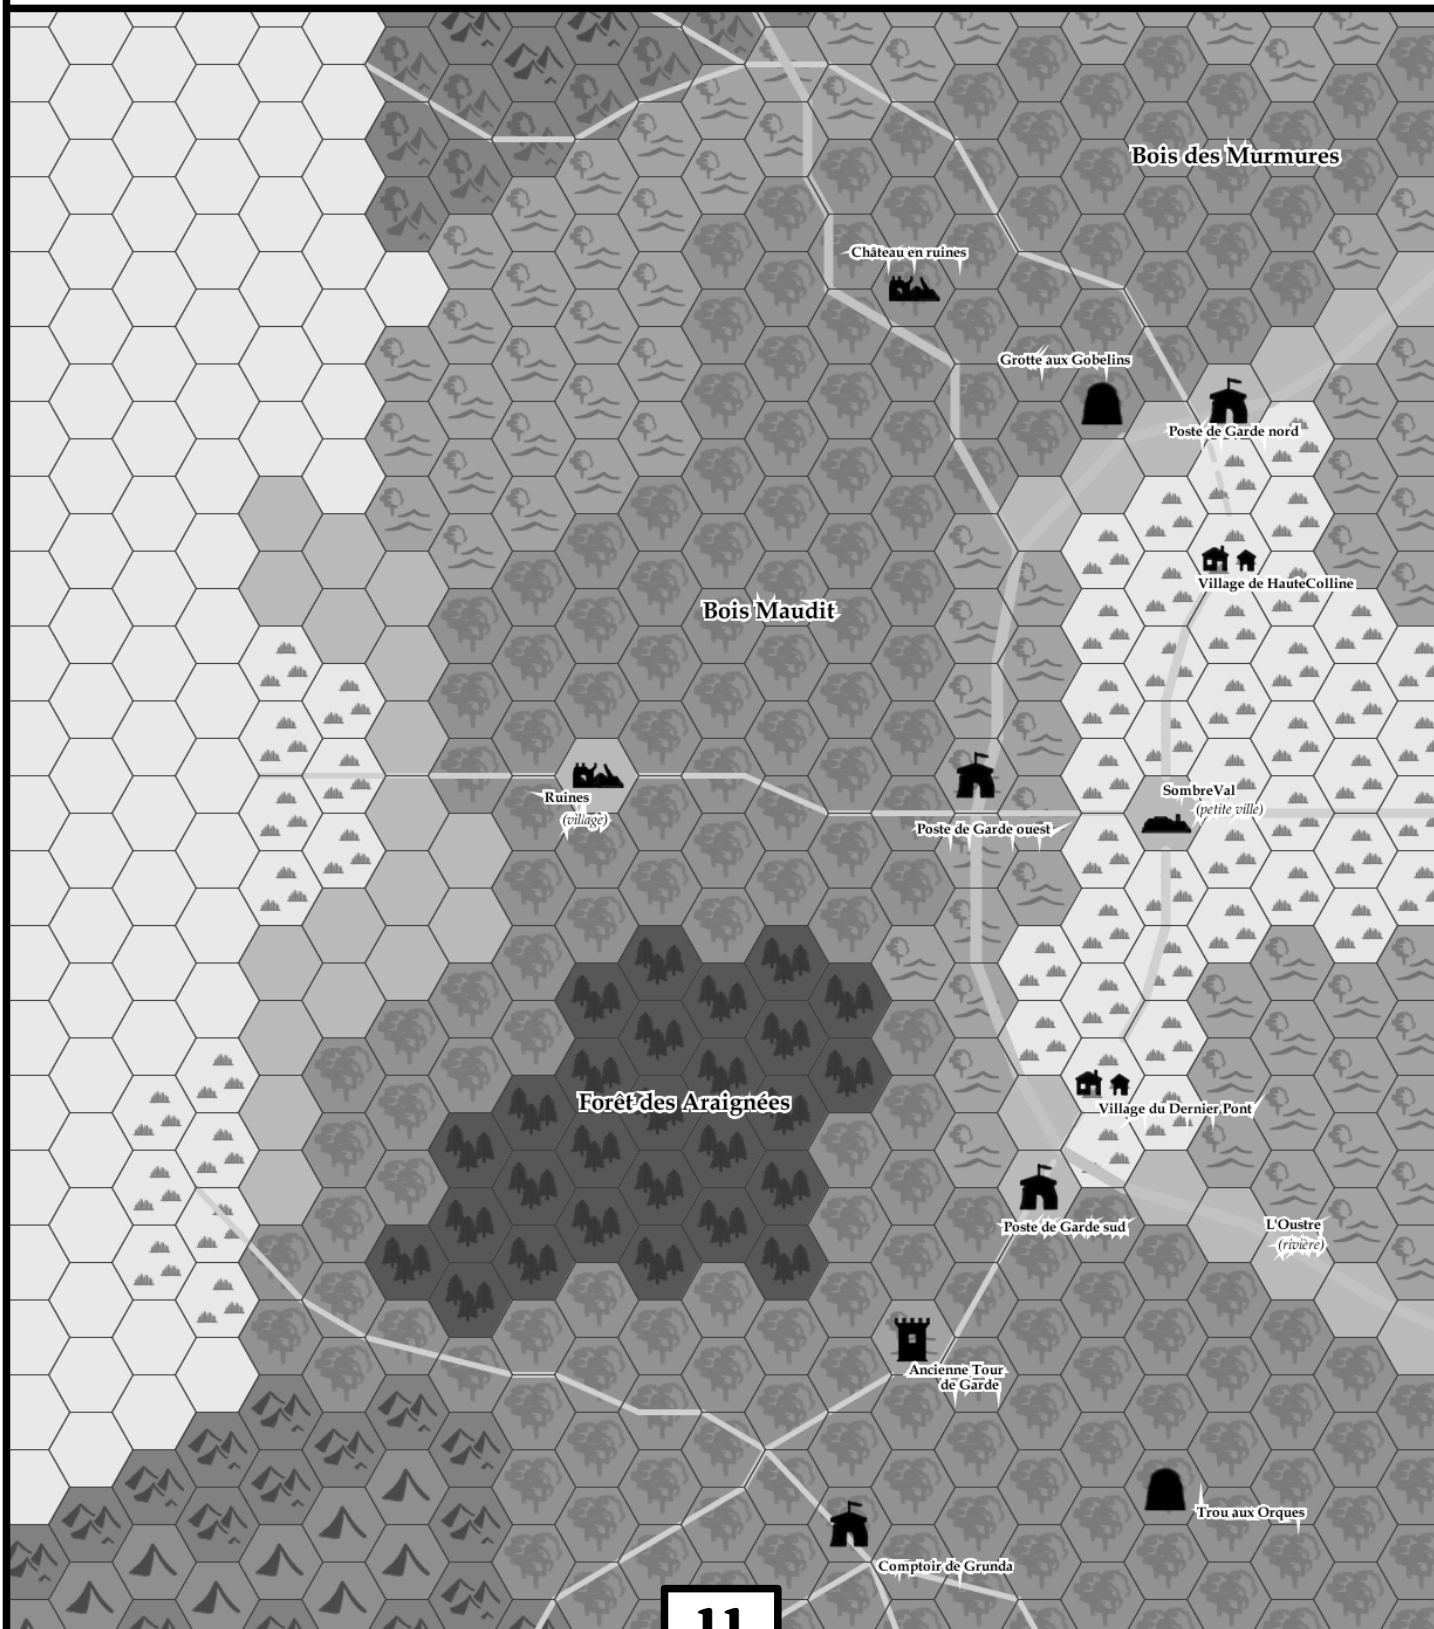 Bois des Murmures
Château en ruines
Grotte aux Gobelins
Poste de Garde nord
Village de HauteColline
Bois Maudit
SombreVal
(petite ville)
Ruines
(village)
Poste de Garde ouest
Forêt des Araignées
Village du Dernier Pont
Poste de Garde sud
L'Oustre
(rivière)
Ancienne Tour
de Garde
Trou aux Orques
Comptoir de Grunda
11